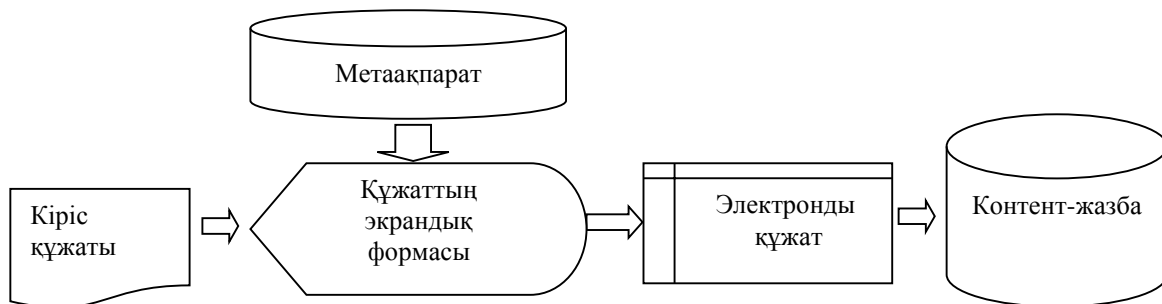 Метаақпарат
Кіріс
құжаты
Құжаттың
экрандық
формасы
Электронды
құжат
Контент-жазба